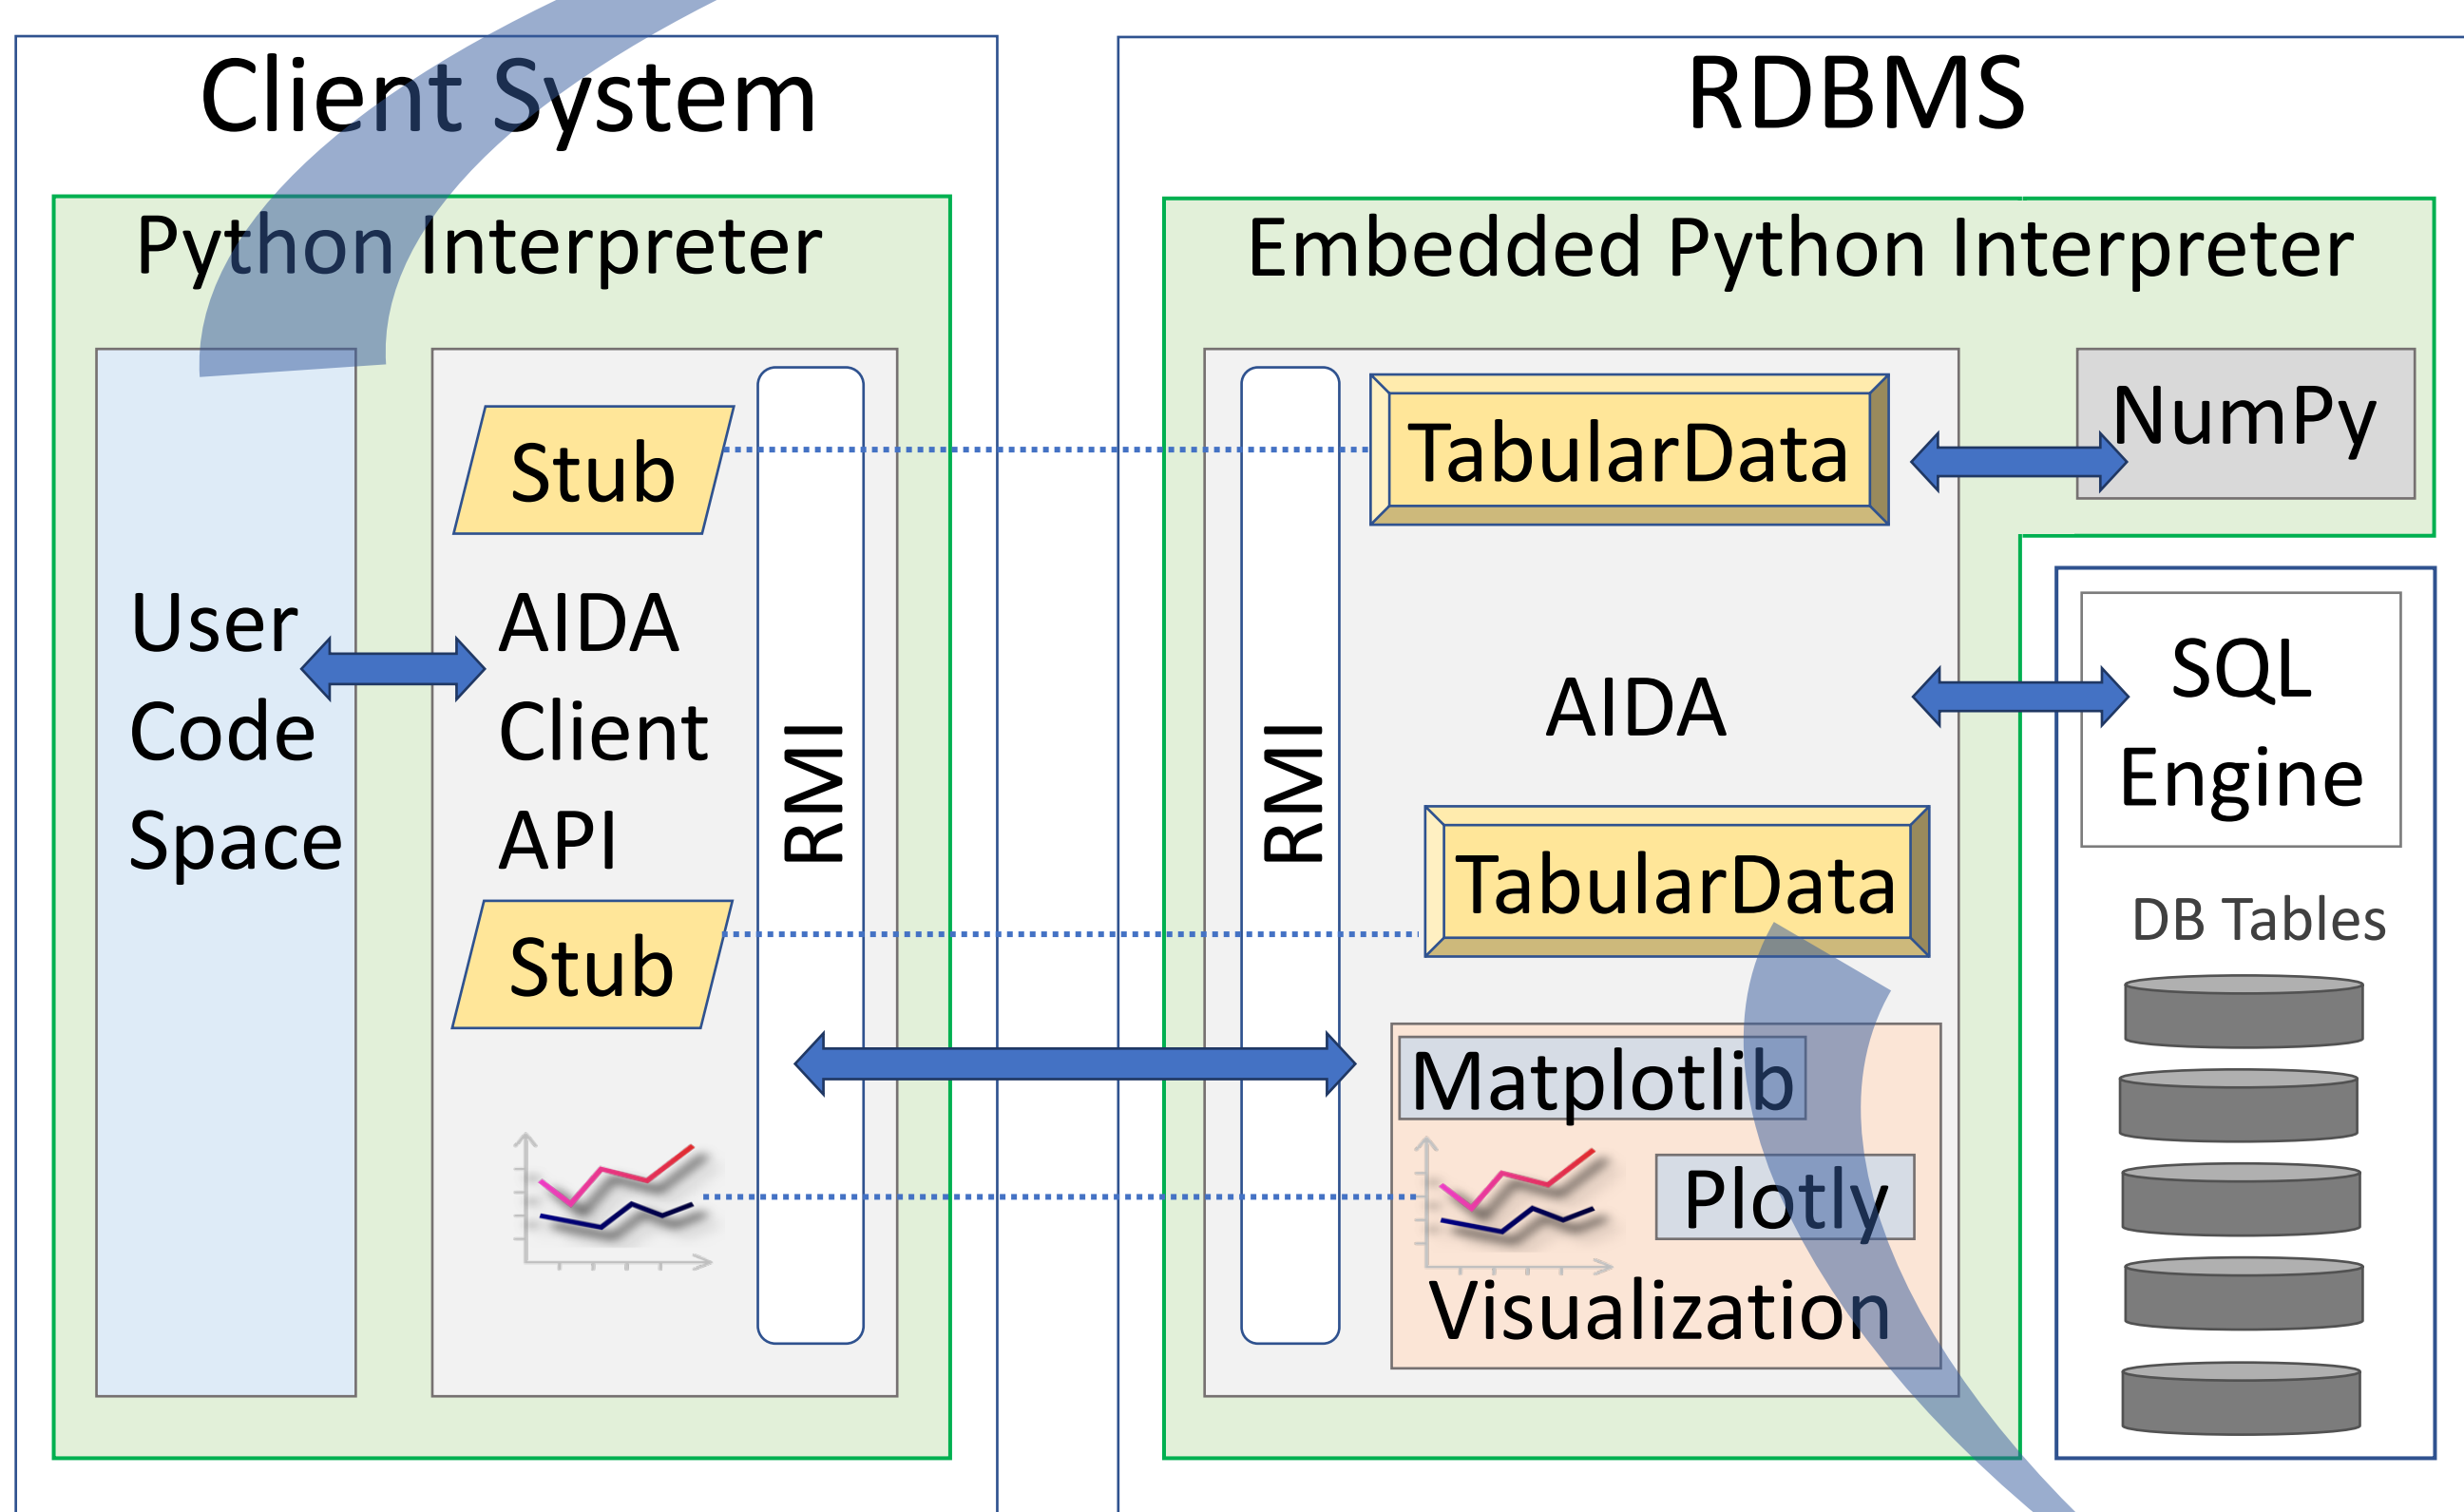 Client System
Python Interpreter
Stub
User
Code
Space
AIDA
Client
API
Stub
RMI
RDBMS
Embedded Python Interpreter
RMI
TabularData
NumPy
AIDA
SQL
Engine
TabularData
DB Tables
Matplotlib
Plotly
Visualization